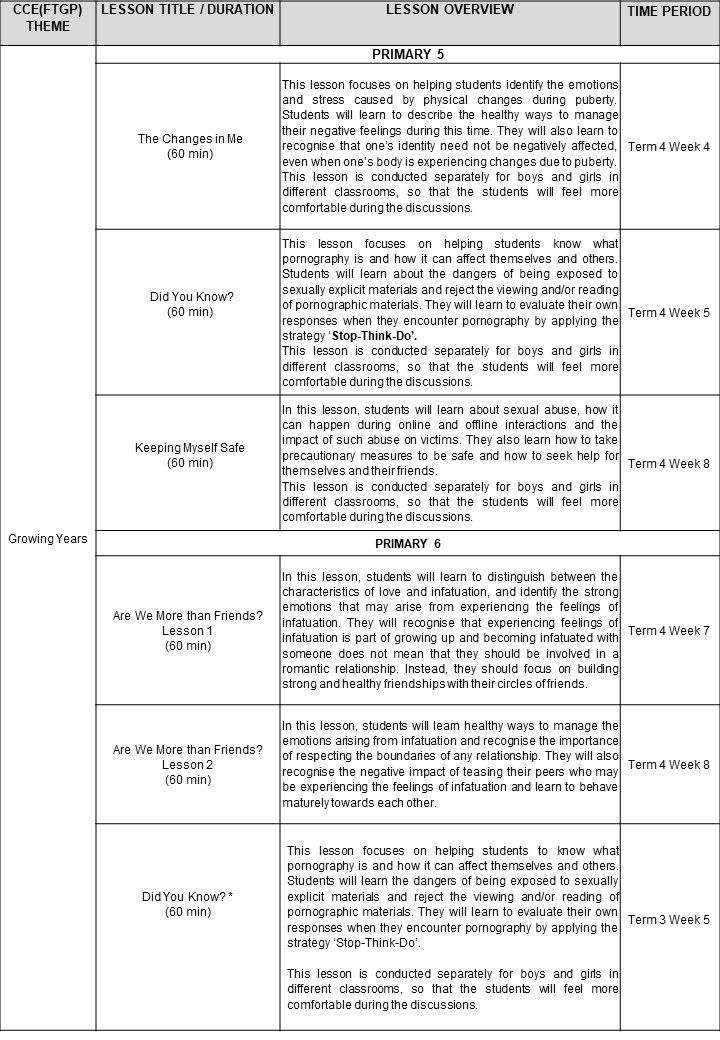 CCE(FTGP)
THEME
LESSON TITLE / DURATION
LESSON OVERVIEW
TIME PERIOD
PRIMARY 5
The Changes in Me
(60 min)
This lesson focuses on helping students identify the emotions
and stress caused by physical changes during puberty.
Students will learn to describe the healthy ways to manage
their negative feelings during this time. They will also learn to
recognise that one's identity need not be negatively affected,
even when one's body is experiencing changes due to puberty.
This lesson is conducted separately for boys and girls in
different classrooms, so that the students will feel more
comfortable during the discussions.
Term 4 Week 4
Did You Know?
(60 min)
This lesson focuses on helping students know what
pornography is and how it can affect themselves and others.
Students will learn about the dangers of being exposed to
sexually explicit materials and reject the viewing and/or reading
of pornographic materials. They will learn to evaluate their own
responses when they encounter pornography by applying the
strategy 'Stop-Think-Do'.
This lesson is conducted separately for boys and girls in
different classrooms, so that the students will feel more
comfortable during the discussions.
Term 4 Week 5
Keeping Myself Safe
(60 min)
In this lesson, students will learn about sexual abuse, how it
can happen during online and offline interactions and the
impact of such abuse on victims. They also learn how to take
precautionary measures to be safe and how to seek help for
themselves and their friends.
This lesson is conducted separately for boys and girls in
different classrooms, so that the students will feel more
comfortable during the discussions.
Term 4 Week 8
Growing Years
PRIMARY 6
Are We More than Friends?
Lesson 1
(60 min)
In this lesson, students will learn to distinguish between the
characteristics of love and infatuation, and identify the strong
emotions that may arise from experiencing the feelings of
infatuation. They will recognise that experiencing feelings of
infatuation is part of growing up and becoming infatuated with
someone does not mean that they should be involved in a
romantic relationship. Instead, they should focus on building
strong and healthy friendships with their circles of friends.
Term 4 Week 7
Are We More than Friends?
Lesson 2
(60 min)
In this lesson, students will learn healthy ways to manage the
emotions arising from infatuation and recognise the importance
of respecting the boundaries of any relationship. They will also
recognise the negative impact of teasing their peers who may
be experiencing the feelings of infatuation and learn to behave
maturely towards each other.
Term 4 Week 8
Did You Know? *
(60 min)
This lesson focuses on helping students to know what
pornography is and how it can affect themselves and others.
Students will learn the dangers of being exposed to sexually
explicit materials and reject the viewing and/or reading of
pornographic materials. They will learn to evaluate their own
responses when they encounter pornography by applying the
strategy 'Stop-Think-Do'.
This lesson is conducted separately for boys and girls in
different classrooms, so that the students will feel more
comfortable during the discussions.
Term 3 Week 5